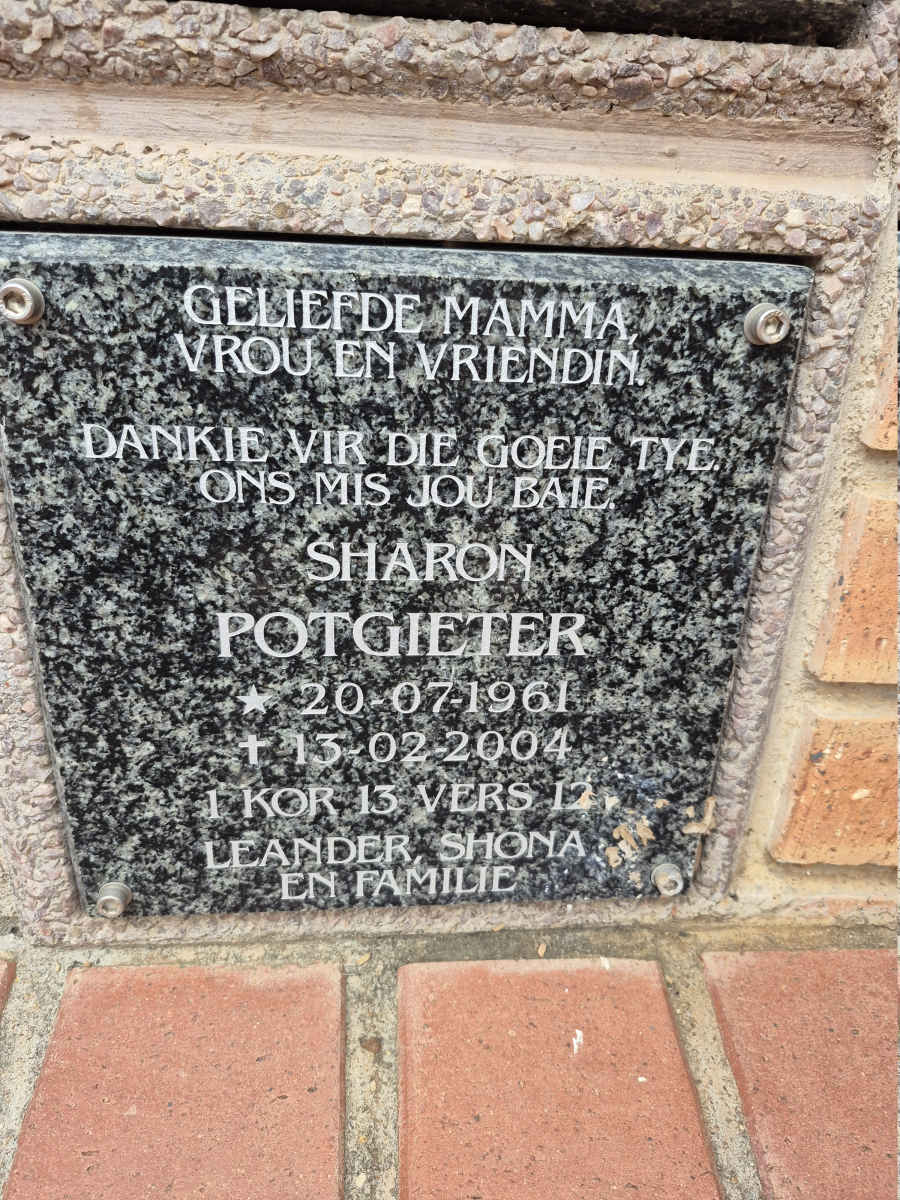 GELIEFDE MAMMA,
VROU EN VRIENDIN.
DANKIE VIR DIE GOEIE TYE.
ONS MIS JOU BAIE.
SHARON
POTGIETER
★ 20-07-1961
✝ 13-02-2004
1 KOR 13 VERS 12
LEANDER, SHONA
EN FAMILIE